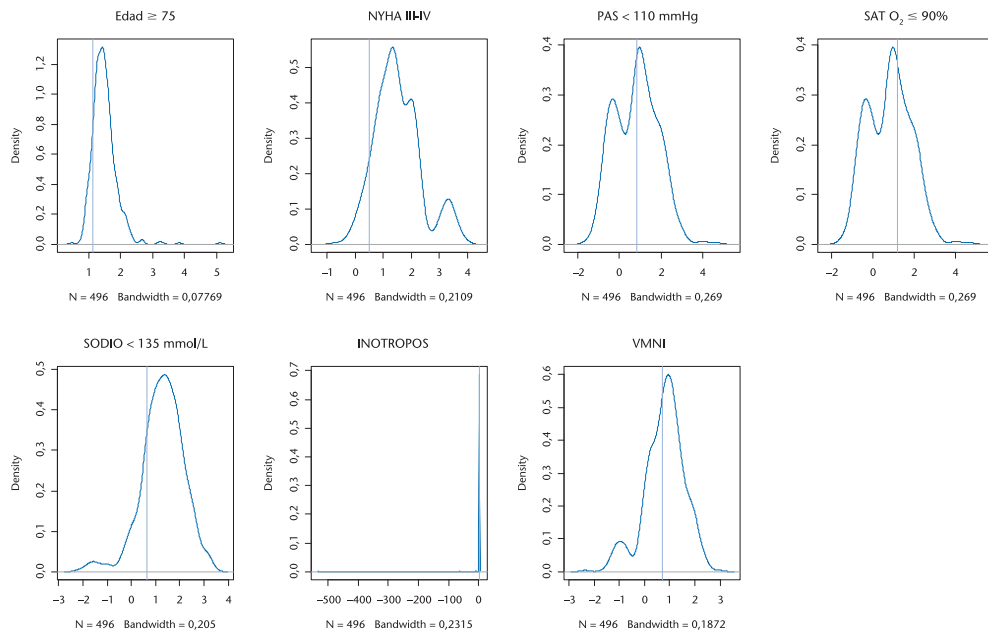 Edad ≥ 75
Density
0,0 0,2 0,4 0,6 0,8 1,0 1,2
1 2 3 4 5
N = 496 Bandwidth = 0,07769
NYHA III-IV
Density
0,0 0,1 0,2 0,3 0,4 0,5
−1 0 1 2 3 4
N = 496 Bandwidth = 0,2109
PAS < 110 mmHg
Density
0,0 0,1 0,2 0,3 0,4
−2 0 2 4
N = 496 Bandwidth = 0,269
SAT O₂ ≤ 90%
Density
0,0 0,1 0,2 0,3 0,4
−2 0 2 4
N = 496 Bandwidth = 0,269
SODIO < 135 mmol/L
Density
0,0 0,1 0,2 0,3 0,4 0,5
−3 −2 −1 0 1 2 3 4
N = 496 Bandwidth = 0,205
INOTROPOS
Density
0,0 0,1 0,2 0,3 0,4 0,5 0,6 0,7
−500 −400 −300 −200 −2100 0
N = 496 Bandwidth = 0,2315
VMNI
Density
0,0 0,1 0,2 0,3 0,4 0,5 0,6
−3 −2 −1 0 1 2 3
N = 496 Bandwidth = 0,1872